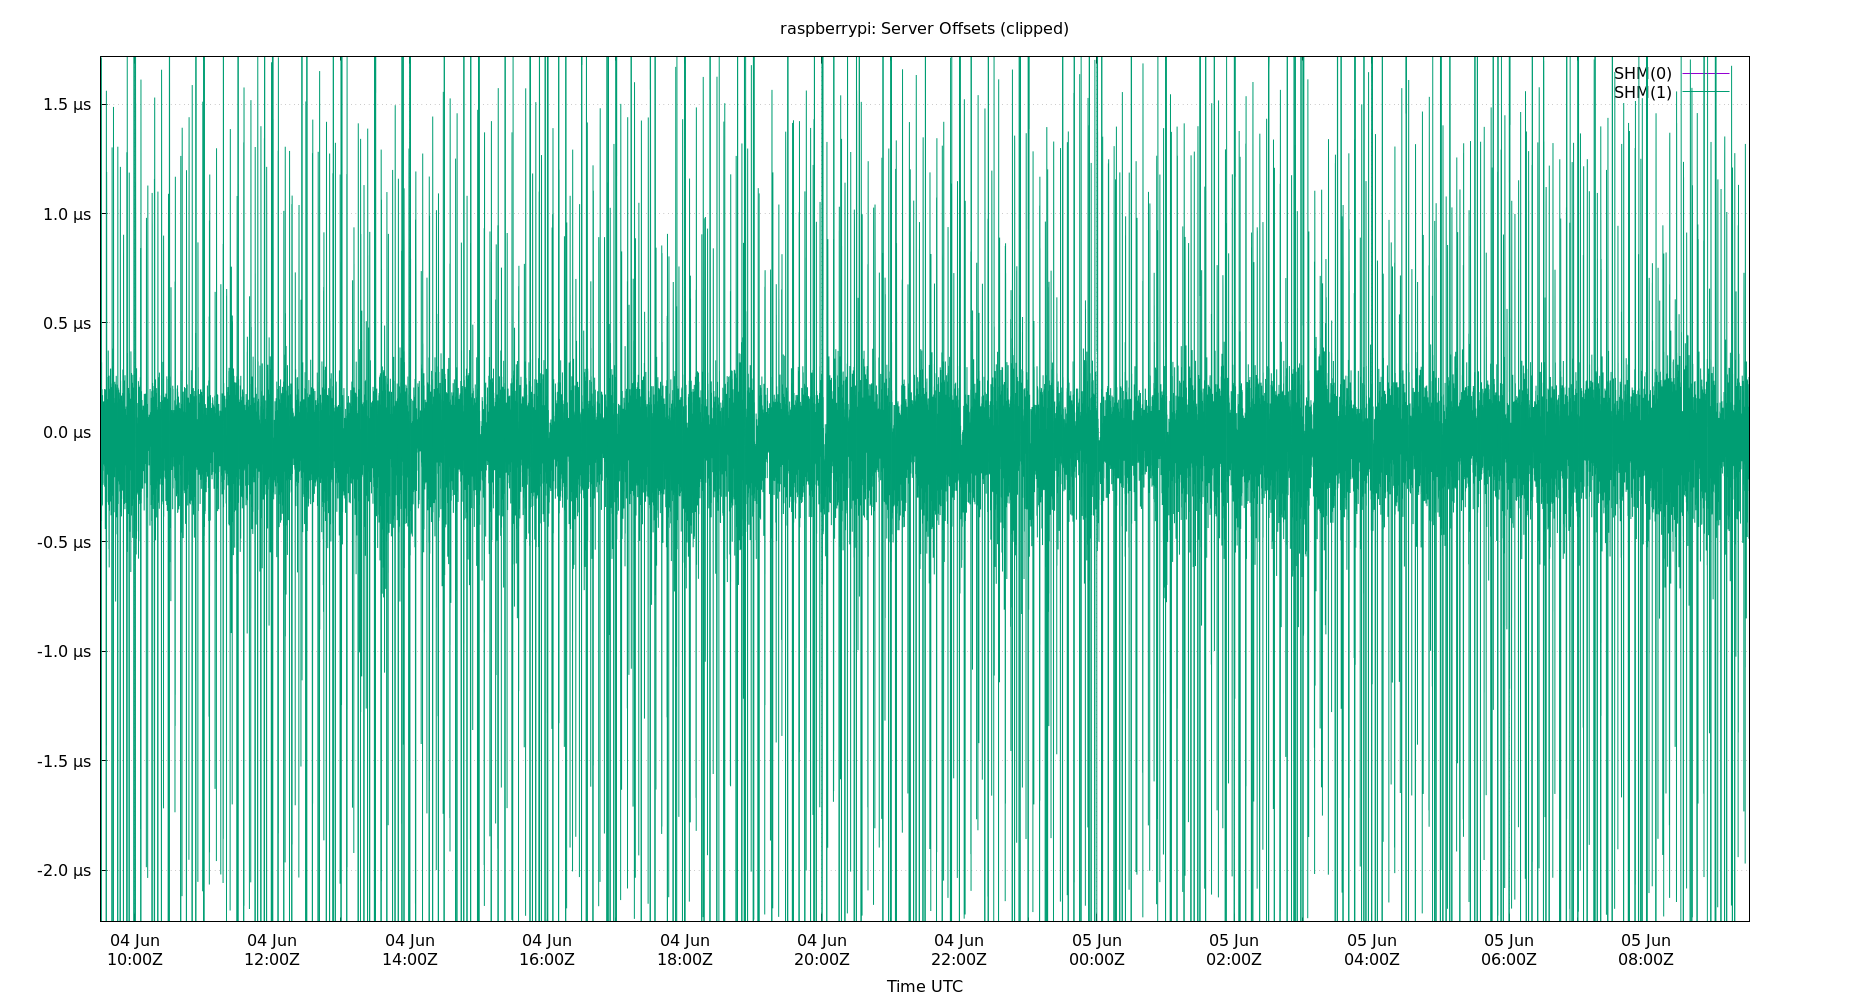 raspberrypi: Server Offsets (clipped)
SHM(0)
SHM(1)
1.5 µs
1.0 µs
0.5 µs
0.0 µs
-0.5 µs
-1.0 µs
-1.5 µs
-2.0 µs
04 Jun 04 Jun 04 Jun 04 Jun 04 Jun 04 Jun 04 Jun 05 Jun 05 Jun 05 Jun 05 Jun 05 Jun
10:00Z 12:00Z 14:00Z 16:00Z 18:00Z 20:00Z 22:00Z 00:00Z 02:00Z 04:00Z 06:00Z 08:00Z
Time UTC